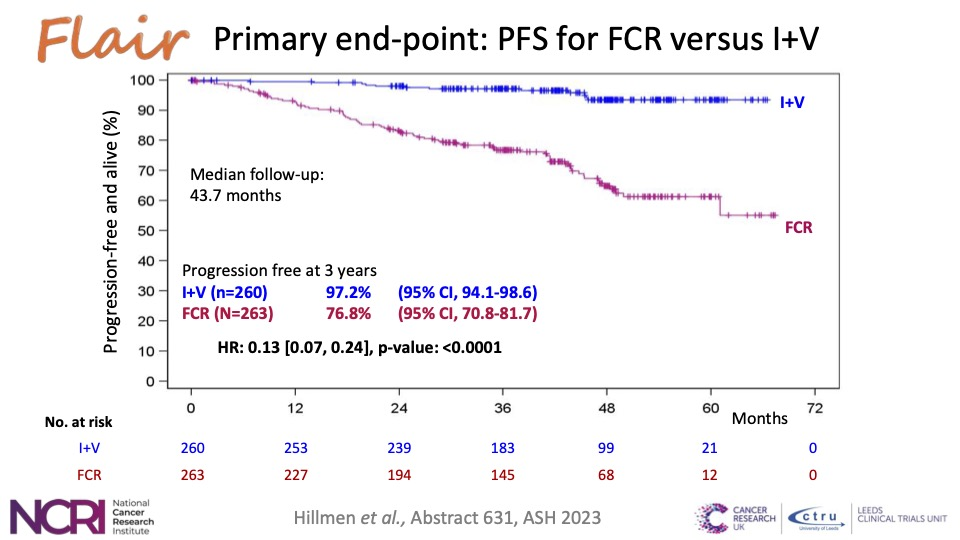 Flair Primary end-point: PFS for FCR versus I+V
Progression-free and alive (%)
100
90
80
70
60
50
40
30
20
10
0
I+V
FCR
Median follow-up:
43.7 months
Progression free at 3 years
I+V (n=260) 97.2% (95% CI, 94.1-98.6)
FCR (N=263) 76.8% (95% CI, 70.8-81.7)
HR: 0.13 [0.07, 0.24], p-value: <0.0001
0 12 24 36 48 60 72
Months
No. at risk
I+V 260 253 239 183 99 21 0
FCR 263 227 194 145 68 12 0
NCRI
National
Cancer
Research
Institute
Hillmen et al., Abstract 631, ASH 2023
CANCER
RESEARCH
UK
ctru
University of Leeds
LEEDS
CLINICAL TRIALS UNIT